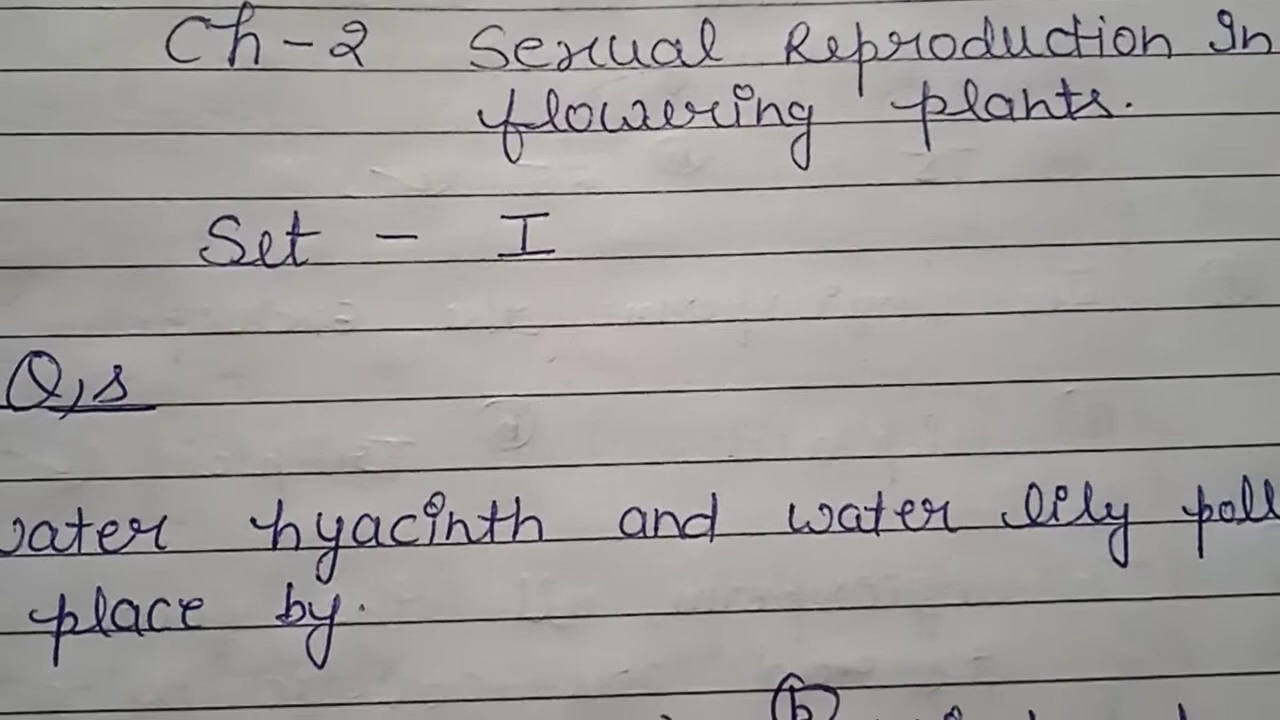 Ch-2 Sexual Reproduction In
flowering plants.
Set - I
Q,s
water hyacinth and water lily poll
place by.
(b)